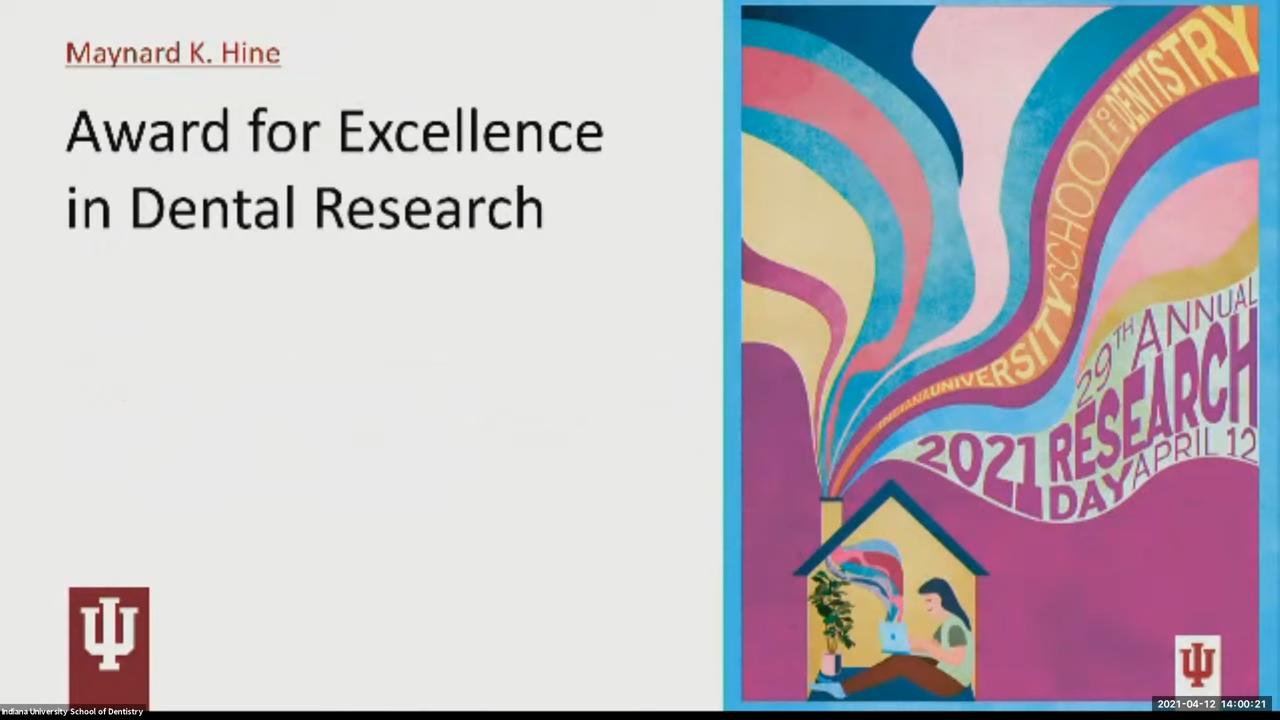 Maynard K. Hine
Award for Excellence
in Dental Research
INDIANA UNIVERSITY SCHOOL OF DENTISTRY
29TH ANNUAL
2021 RESEARCH
DAY APRIL 12
Indiana University School of Dentistry
2021-04-12 14:00:21